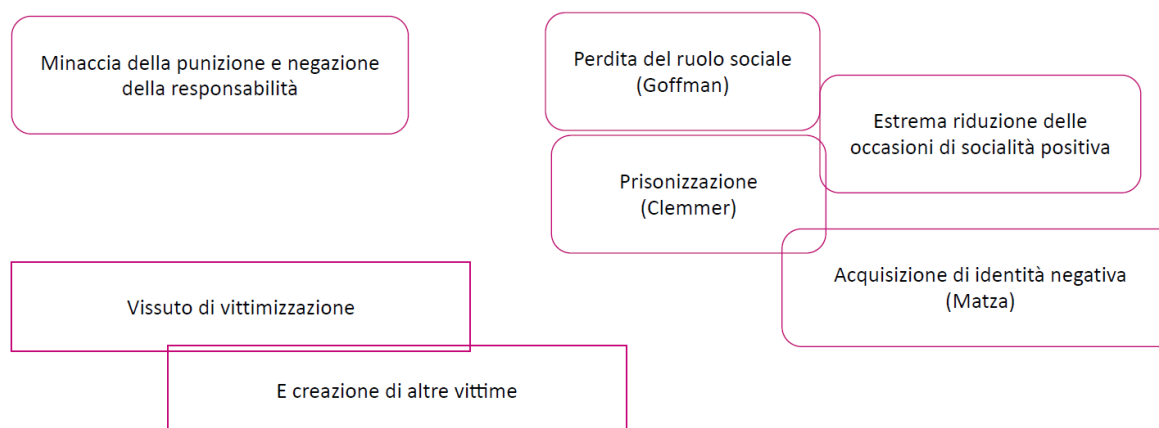 Minaccia della punizione e negazione
della responsabilità
Perdita del ruolo sociale
(Goffman)
Estrema riduzione delle
occasioni di socialità positiva
Prisonizzazione
(Clemmer)
Acquisizione di identità negativa
(Matza)
Vissuto di vittimizzazione
E creazione di altre vittime